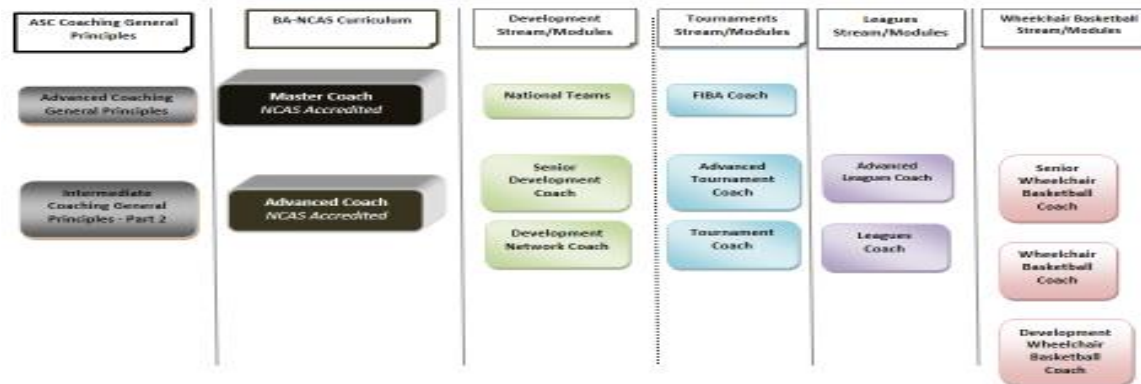 ASC Coaching General
Principles
BA-NCAS Curriculum
Development
Stream/Modules
Tournaments
Stream/Modules
Leagues
Stream/Modules
Wheelchair Basketball
Stream/Modules
Advanced Coaching
General Principles
Master Coach
NCAS Accredited
National Teams
FIBA Coach
Intermediate
Coaching General
Principles - Part 2
Advanced Coach
NCAS Accredited
Senior
Development
Coach
Advanced
Tournament
Coach
Advanced
Leagues Coach
Senior
Wheelchair
Basketball
Coach
Development
Network Coach
Tournament
Coach
Leagues
Coach
Wheelchair
Basketball
Coach
Development
Wheelchair
Basketball
Coach